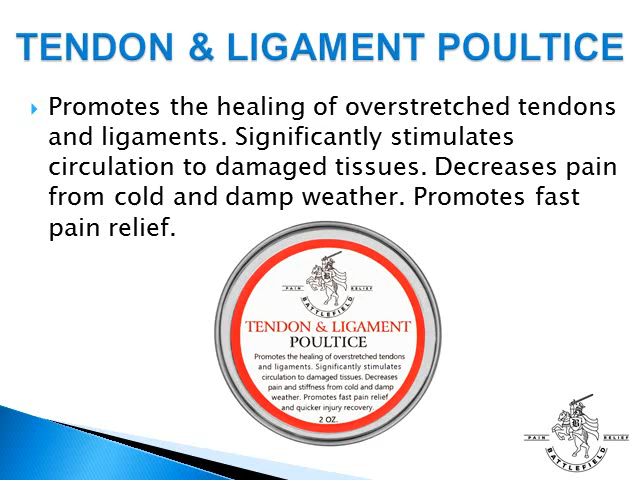 TENDON & LIGAMENT POULTICE
Promotes the healing of overstretched tendons
and ligaments. Significantly stimulates
circulation to damaged tissues. Decreases pain
from cold and damp weather. Promotes fast
pain relief.
PAIN RELIEF
BATTLEFIELD
TENDON & LIGAMENT
POULTICE
Promotes the healing of overstretched tendons
and ligaments. Significantly stimulates
circulation to damaged tissues. Decreases
pain and stiffness from cold and damp
weather. Promotes fast pain relief
and quicker injury recovery.
2 OZ.
PAIN RELIEF
BATTLEFIELD